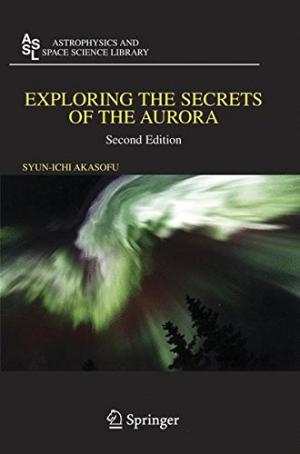 ASSL
ASTROPHYSICS AND
SPACE SCIENCE LIBRARY
EXPLORING THE SECRETS
OF THE AURORA
Second Edition
SYUN-ICHI AKASOFU
Springer